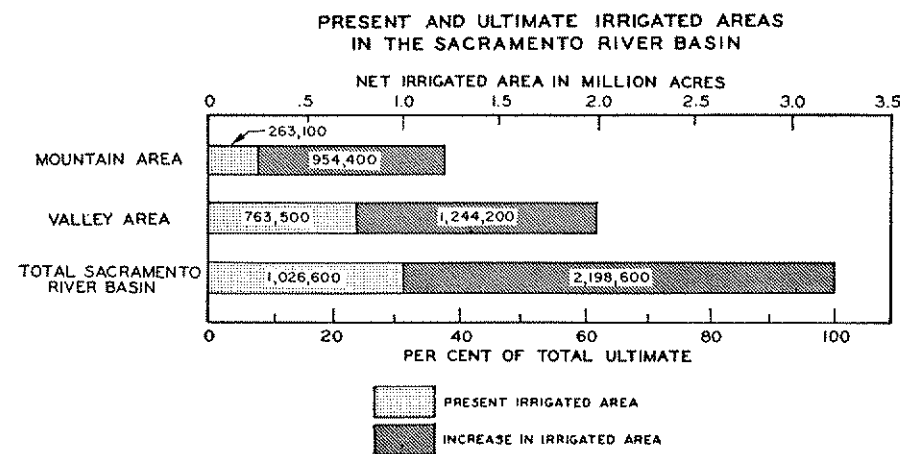 PRESENT AND ULTIMATE IRRIGATED AREAS
IN THE SACRAMENTO RIVER BASIN
NET IRRIGATED AREA IN MILLION ACRES
0 .5 1.0 1.5 2.0 2.5 3.0 3.5
263,100
MOUNTAIN AREA 954,400
VALLEY AREA 763,500 1,244,200
TOTAL SACRAMENTO
RIVER BASIN 1,026,600 2,198,600
0 20 40 60 80 100
PER CENT OF TOTAL ULTIMATE
PRESENT IRRIGATED AREA
INCREASE IN IRRIGATED AREA